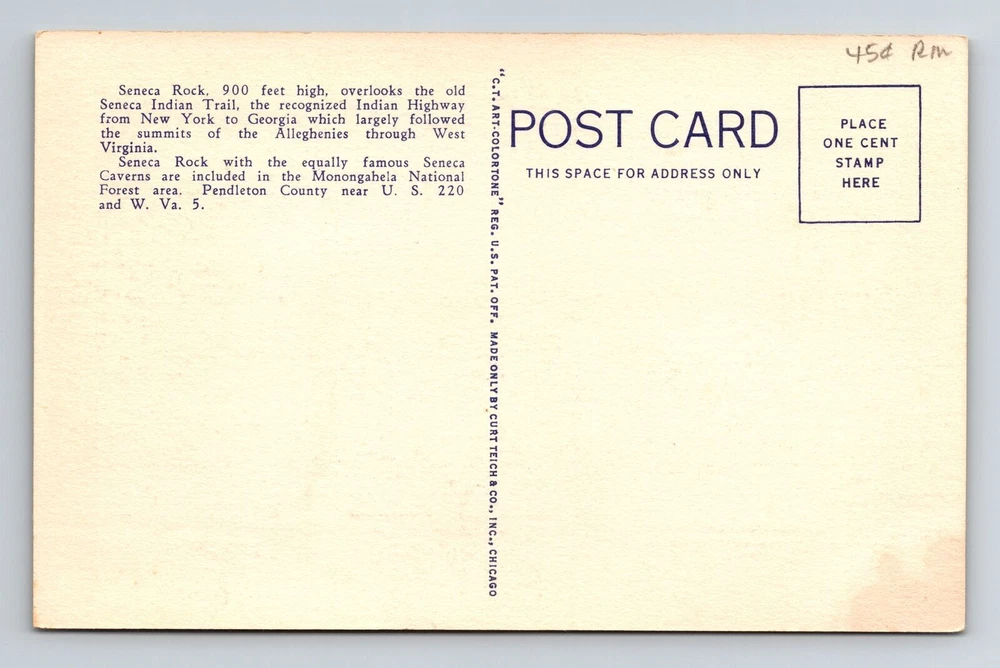 45¢ Rm
Seneca Rock, 900 feet high, overlooks the old
Seneca Indian Trail, the recognized Indian Highway
from New York to Georgia which largely followed
the summits of the Alleghenies through West
Virginia.
Seneca Rock with the equally famous Seneca
Caverns are included in the Monongahela National
Forest area. Pendleton County near U. S. 220
and W. Va. 5.
"C.T. ART-COLORTONE" REG. U.S. PAT. OFF. MADE ONLY BY CURT TEICH & CO., INC., CHICAGO
POST CARD
THIS SPACE FOR ADDRESS ONLY
PLACE
ONE CENT
STAMP
HERE